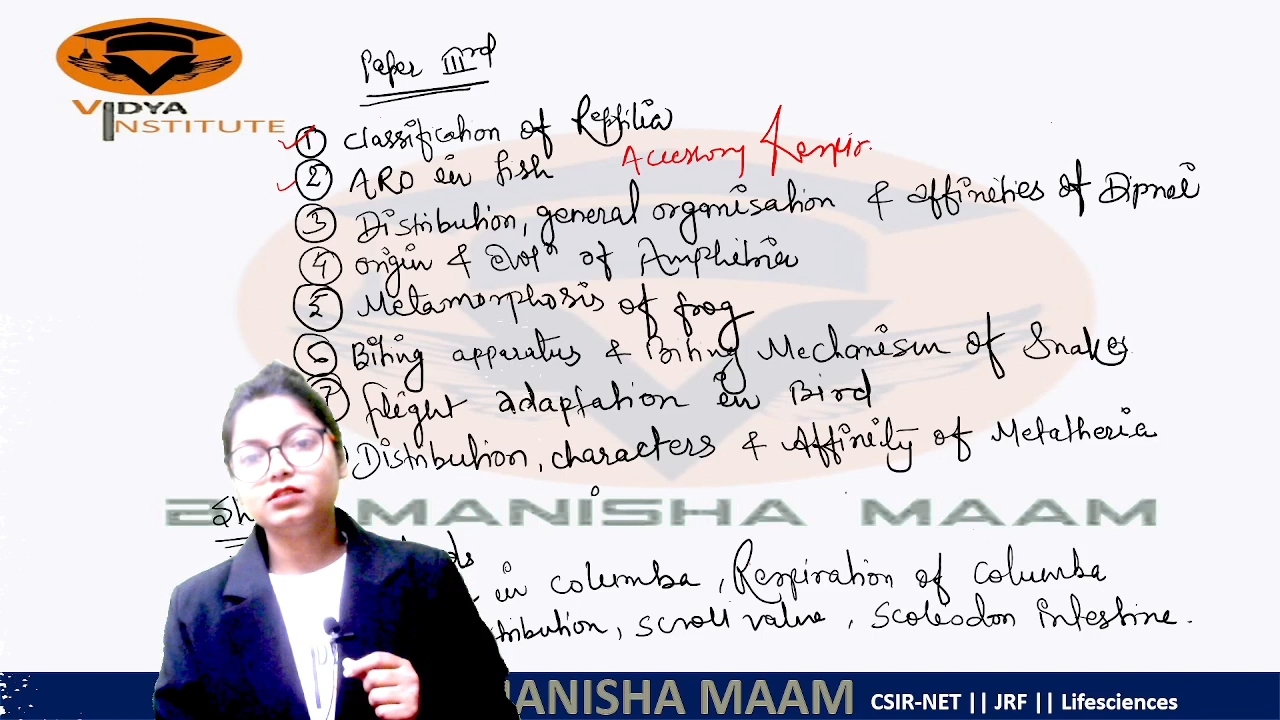 VIDYA
INSTITUTE
Paper IIIrd
① Classification of Reptilia
② ARO in fish Accessory Respir.
③ Distribution, general organisation & affinities of Dipnoi
④ Origin & Evolⁿ of Amphibia
⑤ Metamorphosis of frog
⑥ Biting apparatus & Biting Mechanism of Snakes
7 flight adaptation in Bird
Distribution, characters & Affinity of Metatheria
MANISHA MAAM
in columba, Respiration of Columba
tribution, scroll valve, Scoliodon intestine.
MANISHA MAAM CSIR-NET || JRF || Lifesciences